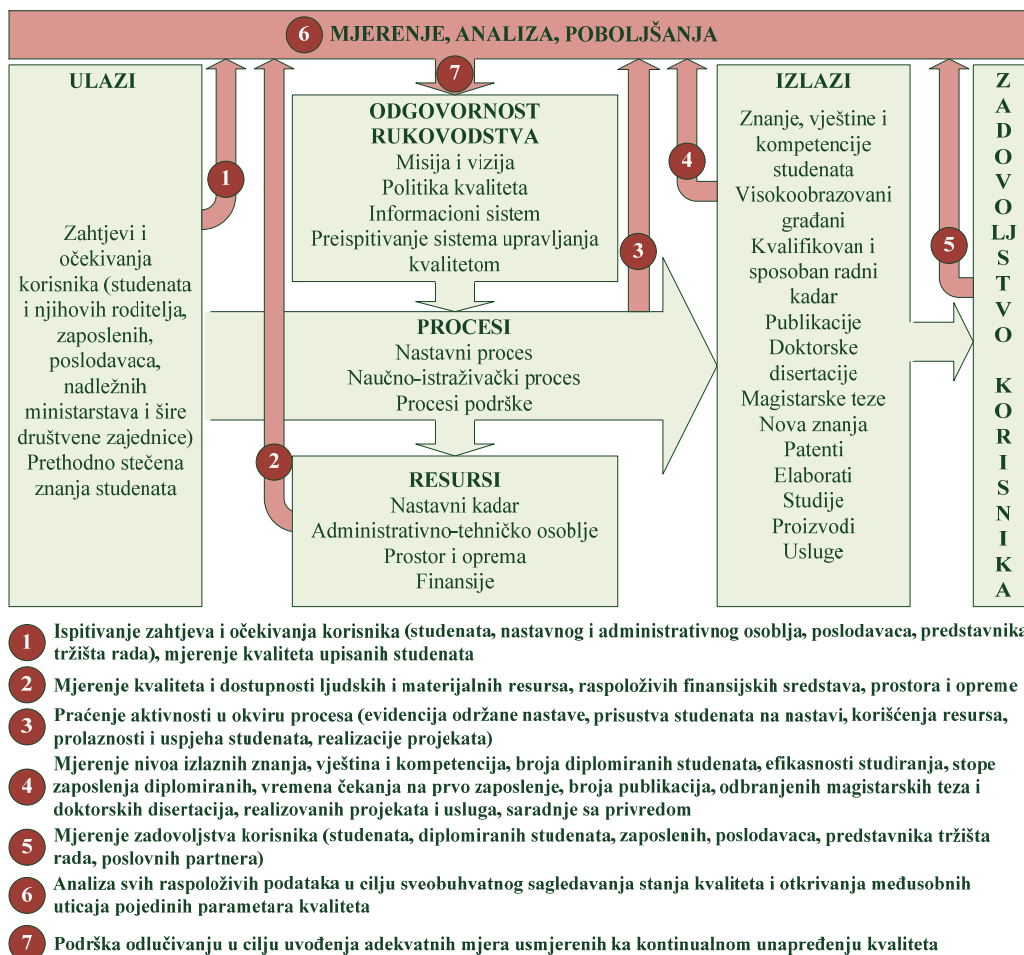 6 MJERENJE, ANALIZA, POBOLJŠANJA
7
ULAZI
Zahtjevi i
očekivanja
korisnika (studenata
i njihovih roditelja,
zaposlenih,
poslodavaca,
nadležnih
ministarstava i šire
društvene zajednice)
Prethodno stečena
znanja studenata
1
2
ODGOVORNOST
RUKOVODSTVA
Misija i vizija
Politika kvaliteta
Informacioni sistem
Preispitivanje sistema upravljanja
kvalitetom
3
PROCESI
Nastavni proces
Naučno-istraživački proces
Procesi podrške
RESURSI
Nastavni kadar
Administrativno-tehničko osoblje
Prostor i oprema
Finansije
4
IZLAZI
Znanje, vještine i
kompetencije
studenata
Visokoobrazovani
građani
Kvalifikovan i
sposoban radni
kadar
Publikacije
Doktorske
disertacije
Magistarske teze
Nova znanja
Patenti
Elaborati
Studije
Proizvodi
Usluge
5
Z
A
D
O
V
O
LJ
S
T
V
O
K
O
R
I
S
N
I
K
A
1 Ispitivanje zahtjeva i očekivanja korisnika (studenata, nastavnog i administrativnog osoblja, poslodavaca, predstavnika
tržišta rada), mjerenje kvaliteta upisanih studenata
2 Mjerenje kvaliteta i dostupnosti ljudskih i materijalnih resursa, raspoloživih finansijskih sredstava, prostora i opreme
3 Praćenje aktivnosti u okviru procesa (evidencija održane nastave, prisustva studenata na nastavi, korišćenja resursa,
prolaznosti i uspjeha studenata, realizacije projekata)
4 Mjerenje nivoa izlaznih znanja, vještina i kompetencija, broja diplomiranih studenata, efikasnosti studiranja, stope
zaposlenja diplomiranih, vremena čekanja na prvo zaposlenje, broja publikacija, odbranjenih magistarskih teza i
doktorskih disertacija, realizovanih projekata i usluga, saradnje sa privredom
5 Mjerenje zadovoljstva korisnika (studenata, diplomiranih studenata, zaposlenih, poslodavaca, predstavnika tržišta
rada, poslovnih partnera)
6 Analiza svih raspoloživih podataka u cilju sveobuhvatnog sagledavanja stanja kvaliteta i otkrivanja međusobnih
uticaja pojedinih parametara kvaliteta
7 Podrška odlučivanju u cilju uvođenja adekvatnih mjera usmjerenih ka kontinualnom unapređenju kvaliteta